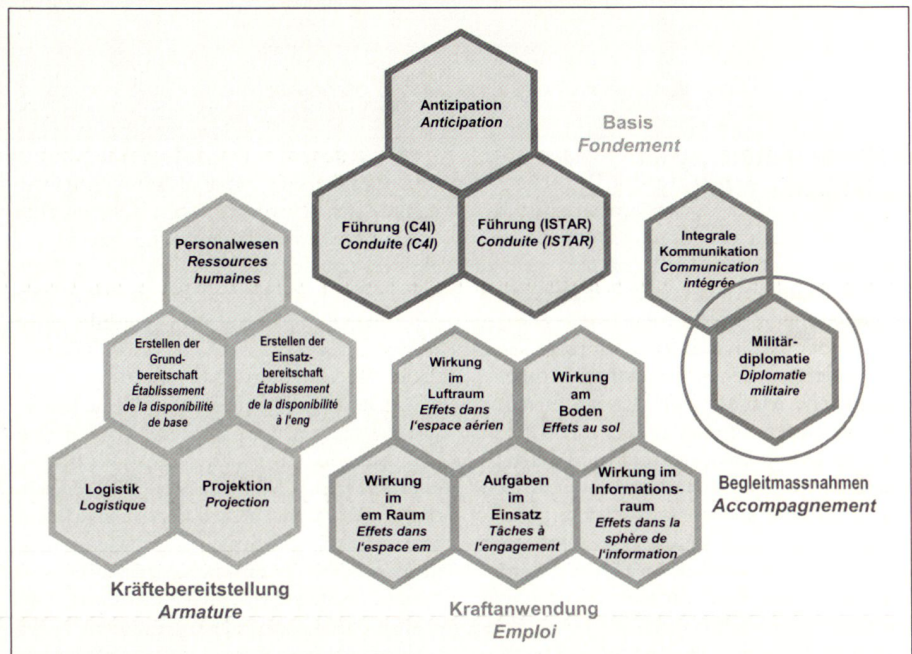 Antizipation
Anticipation
Basis
Fondement
Führung (C4I)
Conduite (C4I)
Führung (ISTAR)
Conduite (ISTAR)
Personalwesen
Ressources
humaines
Erstellen der
Grund-
bereitschaft
Établissement
de la disponibilité
de base
Erstellen der
Einsatz-
bereitschaft
Établissement
de la disponibilité
à l'eng
Logistik
Logistique
Projektion
Projection
Kräftebereitstellung
Armature
Wirkung
im
Luftraum
Effets dans
l'espace aérien
Wirkung
am
Boden
Effets au sol
Wirkung
im
em Raum
Effets dans
l'espace em
Aufgaben
im
Einsatz
Tâches à
l'engagement
Wirkung im
Informations-
raum
Effets dans la
sphère de
l'information
Kraftanwendung
Emploi
Integrale
Kommunikation
Communication
intégrée
Militär-
diplomatie
Diplomatie
militaire
Begleitmassnahmen
Accompagnement